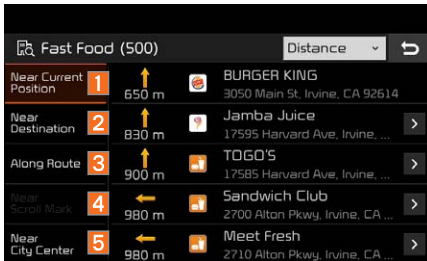 Fast Food (500)
Distance
Near Current
Position
1
650 m
BURGER KING
3050 Main St, Irvine, CA 92614
Near
Destination
2
830 m
Jamba Juice
17595 Harvard Ave, Irvine, ...
Along Route
3
900 m
TOGO'S
17585 Harvard Ave, Irvine, ...
Near
Scroll Mark
4
980 m
Sandwich Club
2700 Alton Pkwy, Irvine, CA ...
Near
City Center
5
980 m
Meet Fresh
2710 Alton Pkwy, Irvine, CA ...